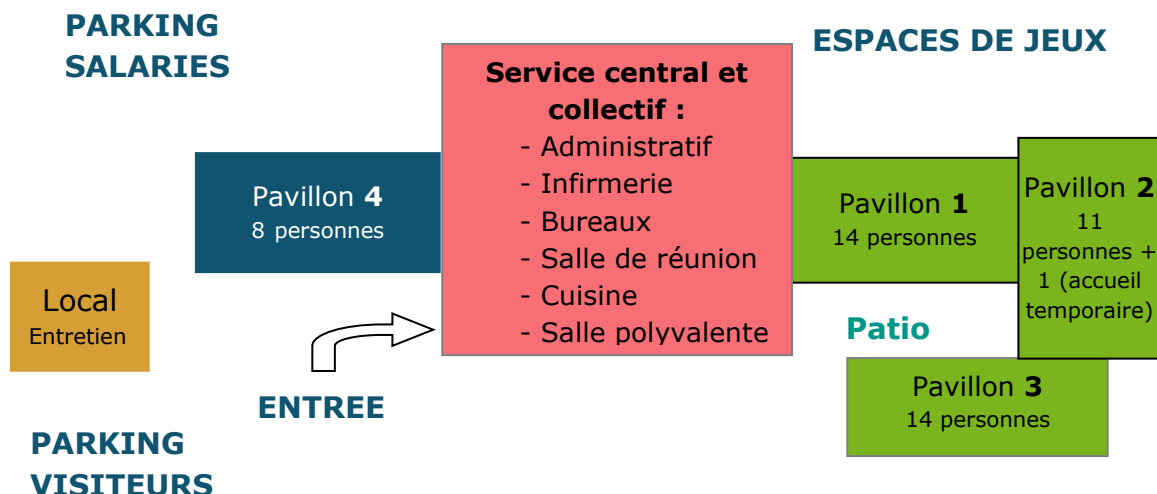 PARKING
SALARIES
ESPACES DE JEUX
Service central et
collectif :
- Administratif
- Infirmerie
- Bureaux
- Salle de réunion
- Cuisine
- Salle polyvalente
Pavillon 4
8 personnes
Pavillon 1
14 personnes
Pavillon 2
11
personnes +
1 (accueil
temporaire)
Local
Entretien
Patio
Pavillon 3
14 personnes
ENTREE
PARKING
VISITEURS